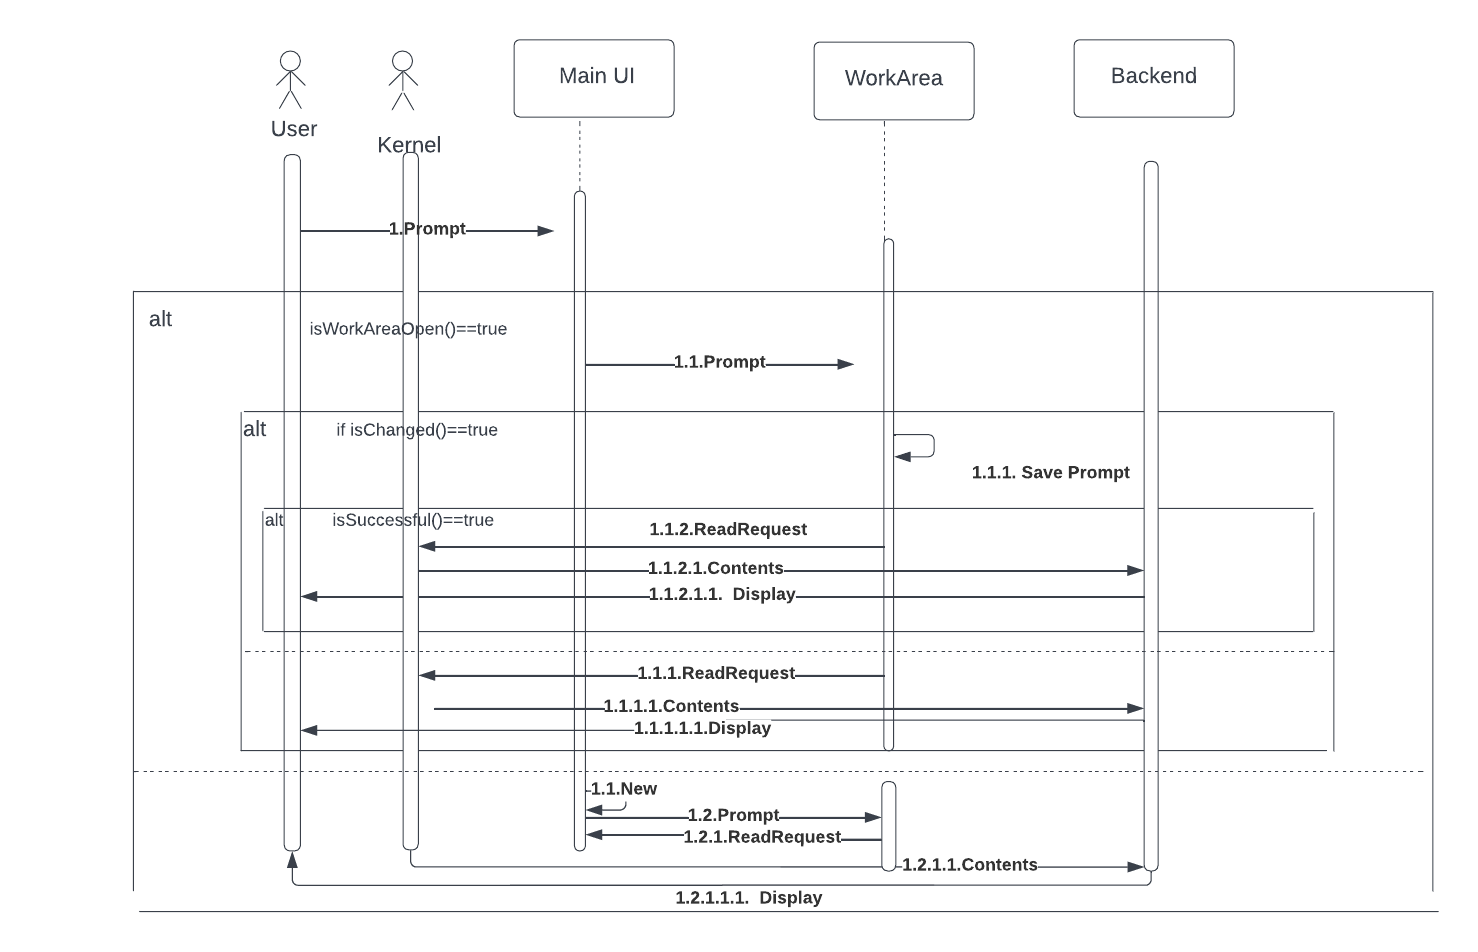 Main UI
WorkArea
Backend
User
Kernel
1.Prompt
alt
isWorkAreaOpen()==true
1.1.Prompt
alt
if isChanged()==true
1.1.1. Save Prompt
alt
isSuccessful()==true
1.1.2.ReadRequest
1.1.2.1.Contents
1.1.2.1.1. Display
1.1.1.ReadRequest
1.1.1.1.Contents
1.1.1.1.1.Display
1.1.New
1.2.Prompt
1.2.1.ReadRequest
1.2.1.1.Contents
1.2.1.1.1. Display